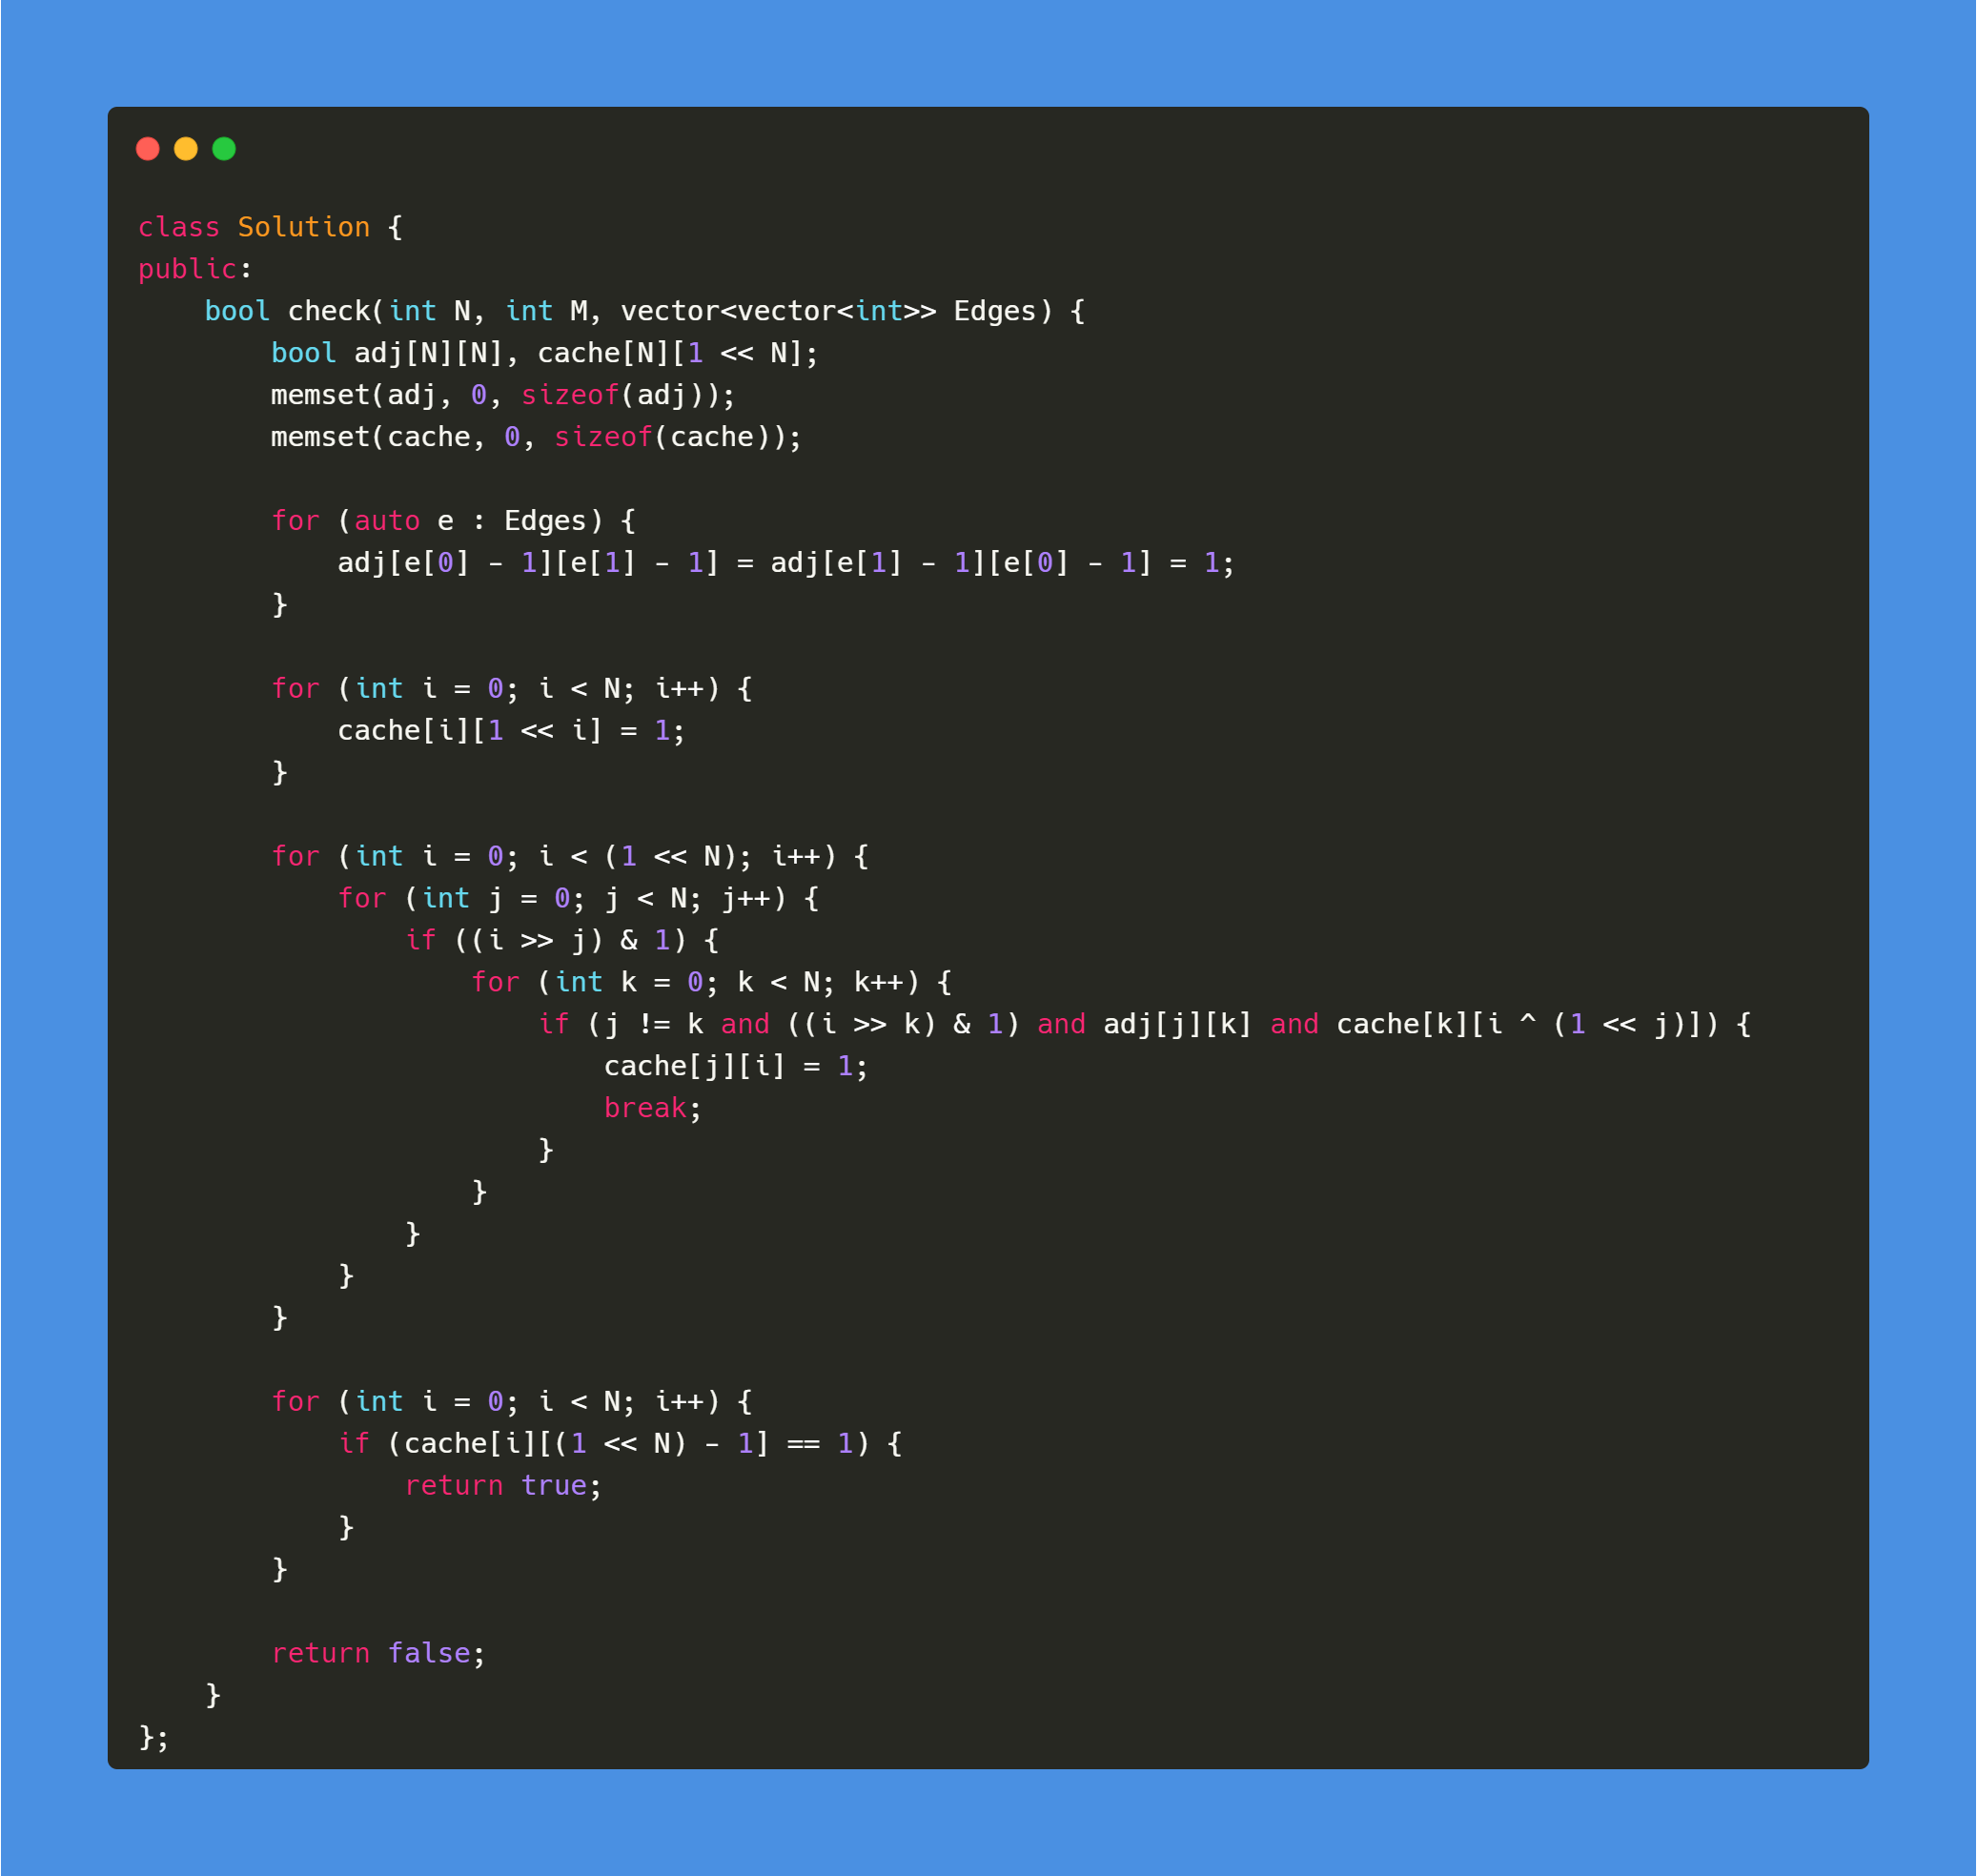 class Solution {
public:
    bool check(int N, int M, vector<vector<int>> Edges) {
        bool adj[N][N], cache[N][1 << N];
        memset(adj, 0, sizeof(adj));
        memset(cache, 0, sizeof(cache));

        for (auto e : Edges) {
            adj[e[0] - 1][e[1] - 1] = adj[e[1] - 1][e[0] - 1] = 1;
        }

        for (int i = 0; i < N; i++) {
            cache[i][1 << i] = 1;
        }

        for (int i = 0; i < (1 << N); i++) {
            for (int j = 0; j < N; j++) {
                if ((i >> j) & 1) {
                    for (int k = 0; k < N; k++) {
                        if (j != k and ((i >> k) & 1) and adj[j][k] and cache[k][i ^ (1 << j)]) {
                            cache[j][i] = 1;
                            break;
                        }
                    }
                }
            }
        }

        for (int i = 0; i < N; i++) {
            if (cache[i][(1 << N) - 1] == 1) {
                return true;
            }
        }

        return false;
    }
};